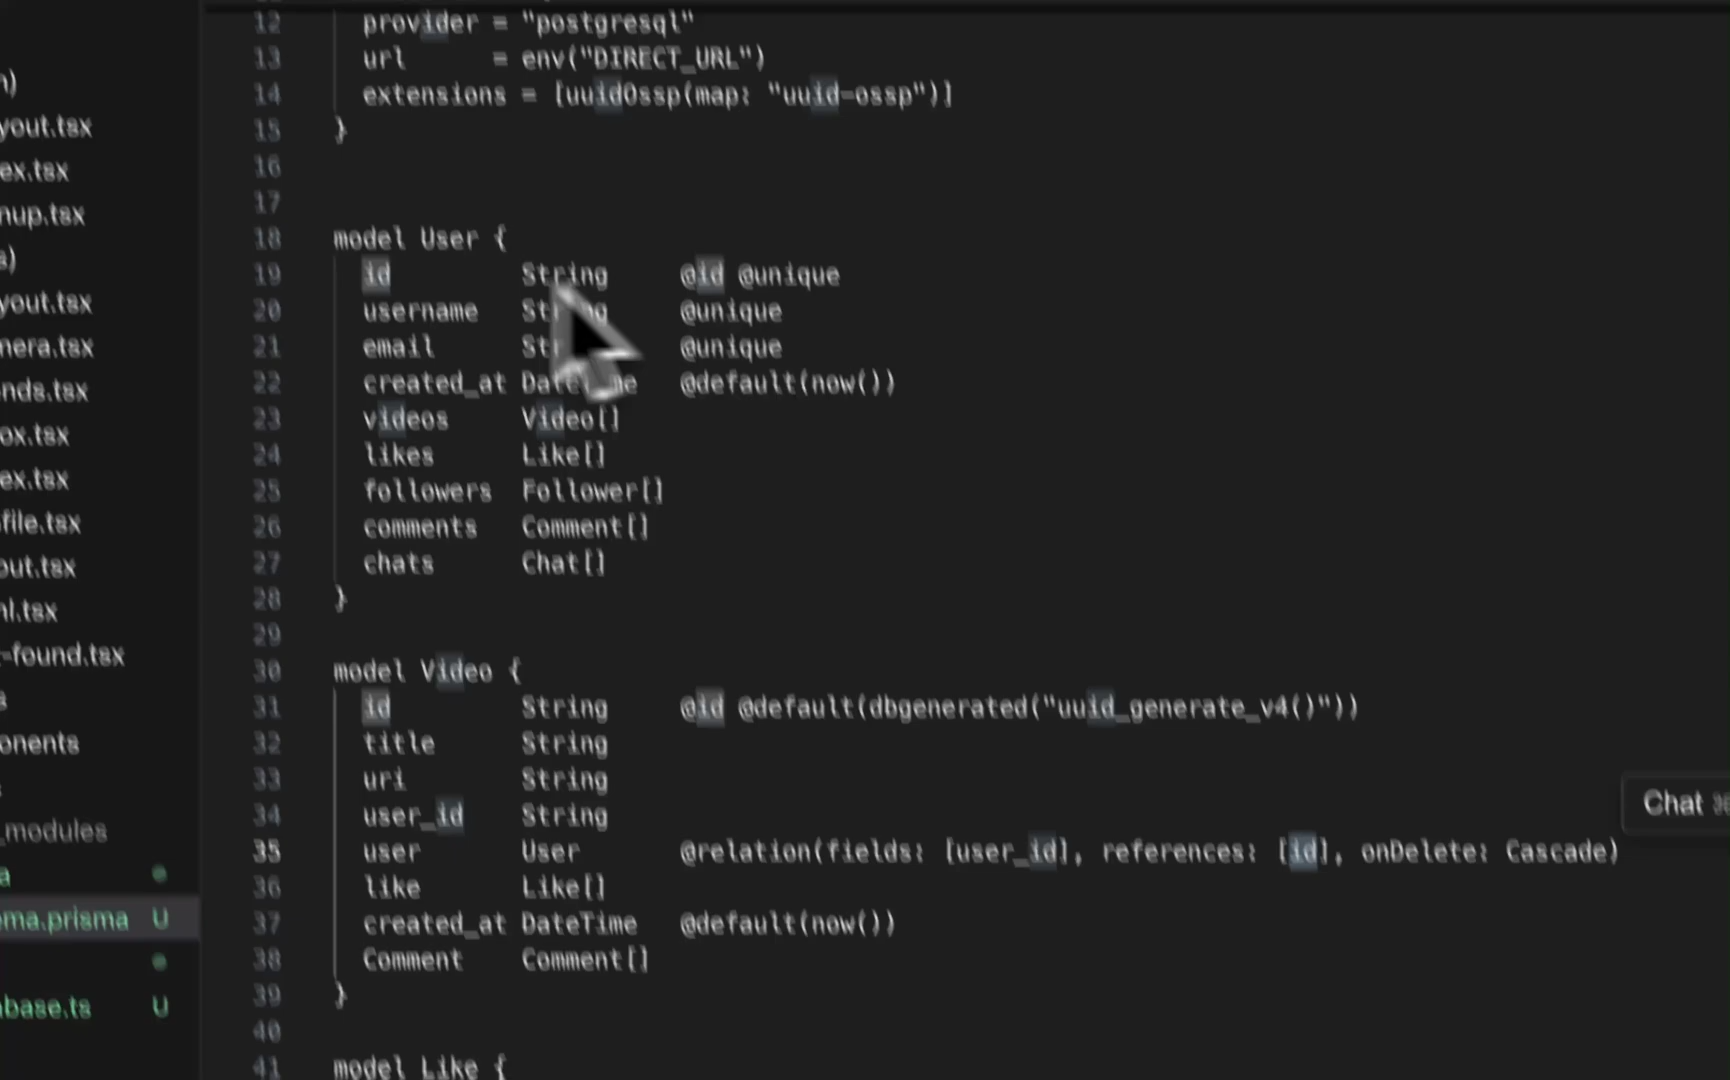 12 provider = "postgresql"
13 url = env("DIRECT_URL")
14 extensions = [uuidOssp(map: "uuid-ossp")]
15 }
16
17
18 model User {
19 id String @id @unique
20 username String @unique
21 email @unique
22 created_at DateTime @default(now())
23 videos Video[]
24 likes Like[]
25 followers Follower[]
26 comments Comment[]
27 chats Chat[]
28 }
29
30 model Video {
31 id String @id @default(dbgenerated("uuid_generate_v4()"))
32 title String
33 uri String
34 user_id String
35 user User @relation(fields: [user_id], references: [id], onDelete: Cascade)
36 like Like[]
37 created_at DateTime @default(now())
38 Comment Comment[]
39 }
40
41 model Like {
)
yout.tsx
ex.tsx
nup.tsx
s)
yout.tsx
mera.tsx
nds.tsx
ox.tsx
ex.tsx
file.tsx
out.tsx
nl.tsx
-found.tsx
s
onents
_modules
a
ema.prisma U
abase.ts U
Chat